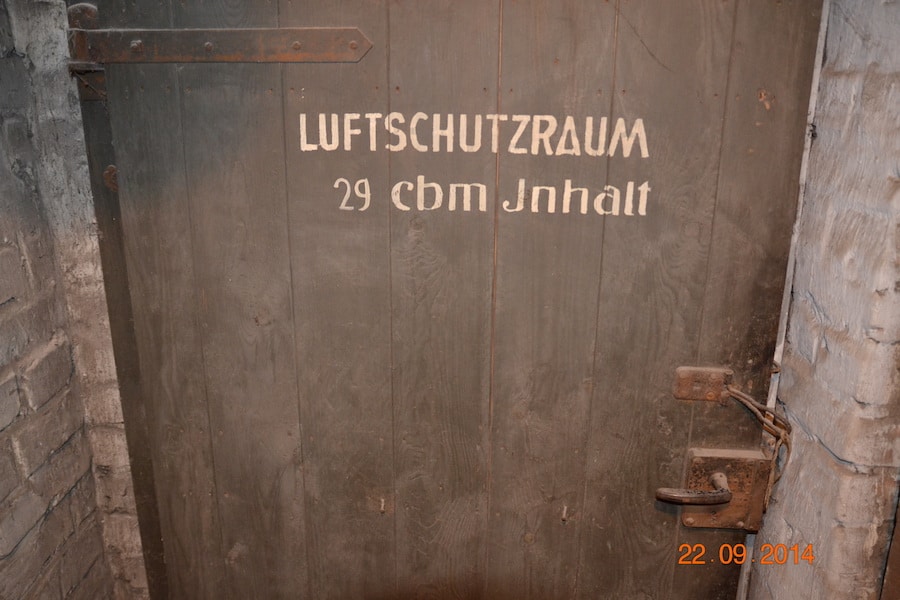 LUFTSCHUTZRAUM
29 cbm Jnhalt
22.09.2014